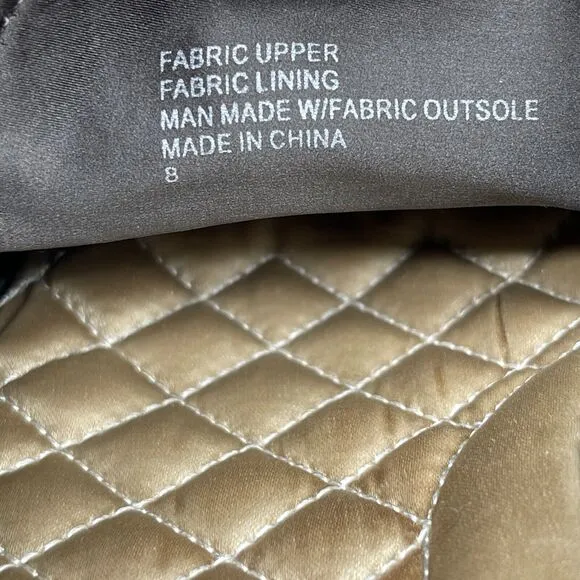 FABRIC UPPER
FABRIC LINING
MAN MADE W/FABRIC OUTSOLE
MADE IN CHINA
8